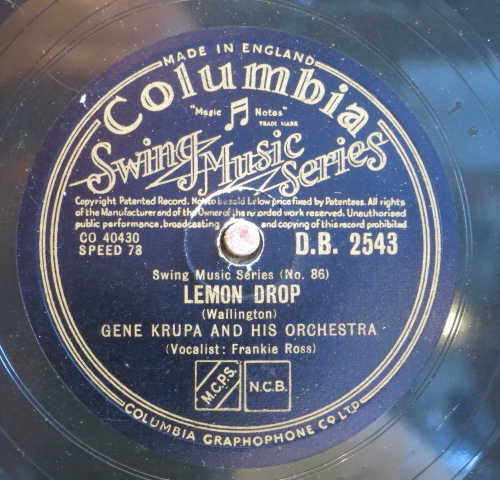 MADE IN ENGLAND
Columbia
"Magic Notes"
TRADE MARK
Swing Music Series
Copyright Patented Record. Not to be sold below price fixed by Patentees. All rights
of the Manufacturer and of the Owner of the recorded work reserved. Unauthorised
public performance, broadcasting and copying of this record prohibited
CO 40430
SPEED 78
D.B. 2543
Swing Music Series (No. 86)
LEMON DROP
(Wallington)
GENE KRUPA AND HIS ORCHESTRA
(Vocalist: Frankie Ross)
M.C.P.S.
N.C.B.
COLUMBIA GRAPHOPHONE CO LTD